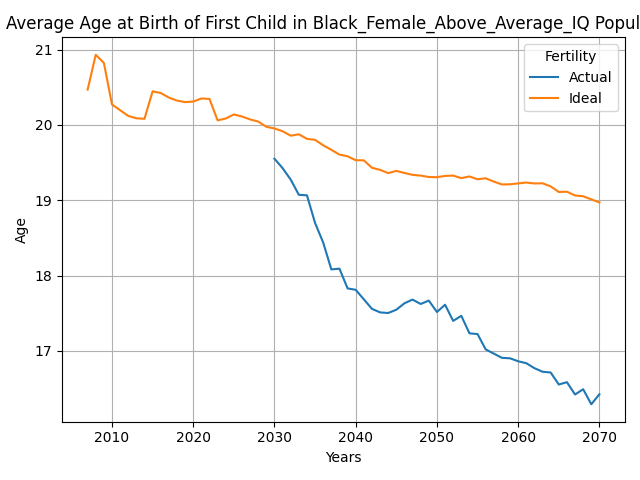 Average Age at Birth of First Child in Black_Female_Above_Average_IQ Popul
Fertility
Actual
Ideal
21
20
19
18
17
Age
2010 2020 2030 2040 2050 2060 2070
Years